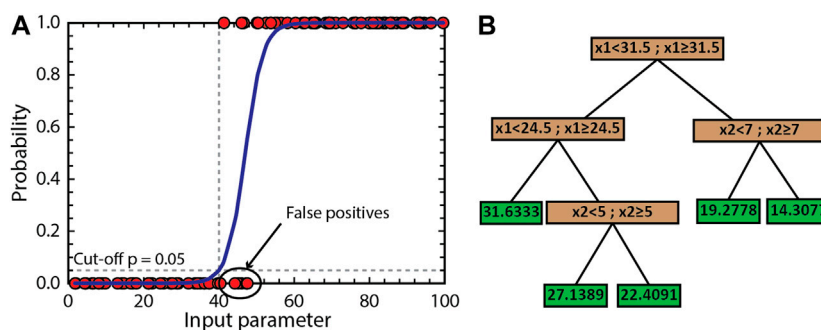 A
Probability
1.0
0.8
0.6
0.4
0.2
0.0
Cut-off p = 0.05
False positives
0
20
40
60
80
100
Input parameter
B
x1<31.5 ; x1≥31.5
x1<24.5 ; x1≥24.5
x2<7 ; x2≥7
31.6333
x2<5 ; x2≥5
19.2778
14.307
27.1389
22.4091